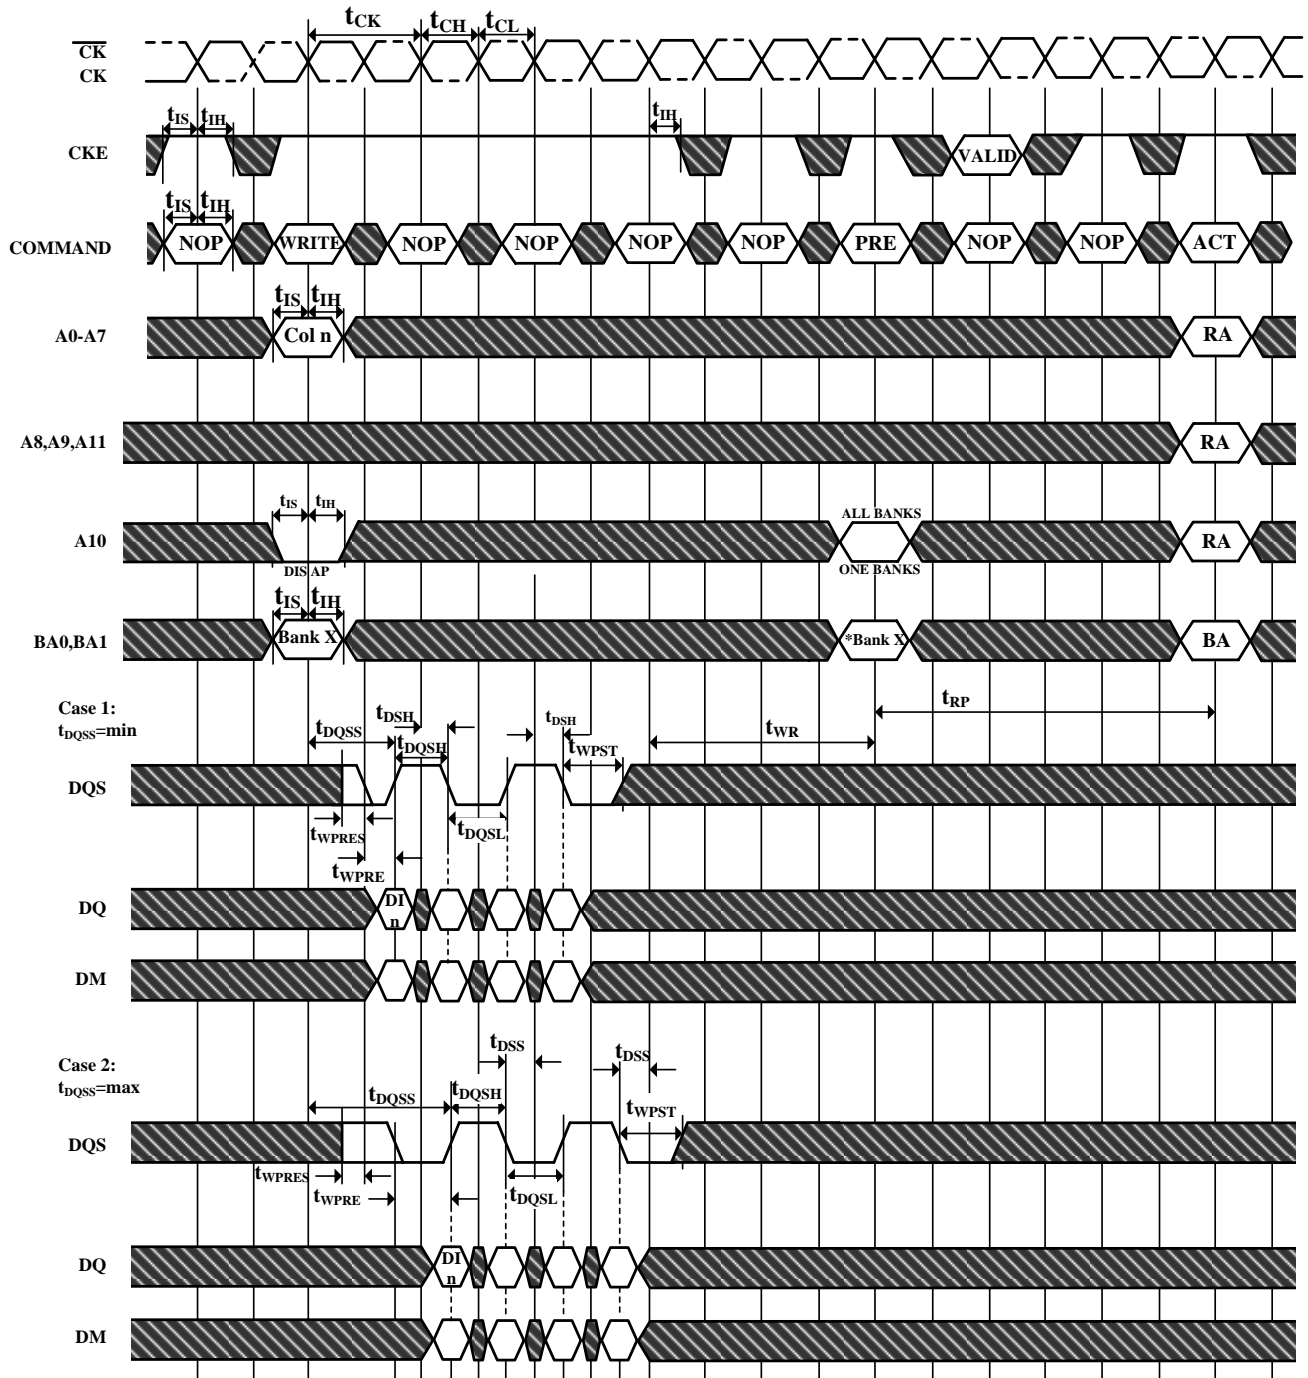 tCK tCH tCL
CK
CK
tIS tIH tIH
CKE VALID
tIS tIH
COMMAND NOP WRITE NOP NOP NOP NOP PRE NOP NOP ACT
tIS tIH
A0-A7 Col n RA
A8,A9,A11 RA
tIS tIH ALL BANKS
A10 RA
DIS AP ONE BANKS
tIS tIH
BA0,BA1 Bank X *Bank X BA
Case 1:
tDQSS=min
tDQSS tDSH tDSH tRP
tDQSH tWPST tWR
DQS
tWPRES tDQSL
tWPRE
DQ DI
n
DM
Case 2:
tDQSS=max
tDSS tDSS
tDQSS tDQSH tWPST
DQS
tWPRES
tWPRE tDQSL
DQ DI
n
DM